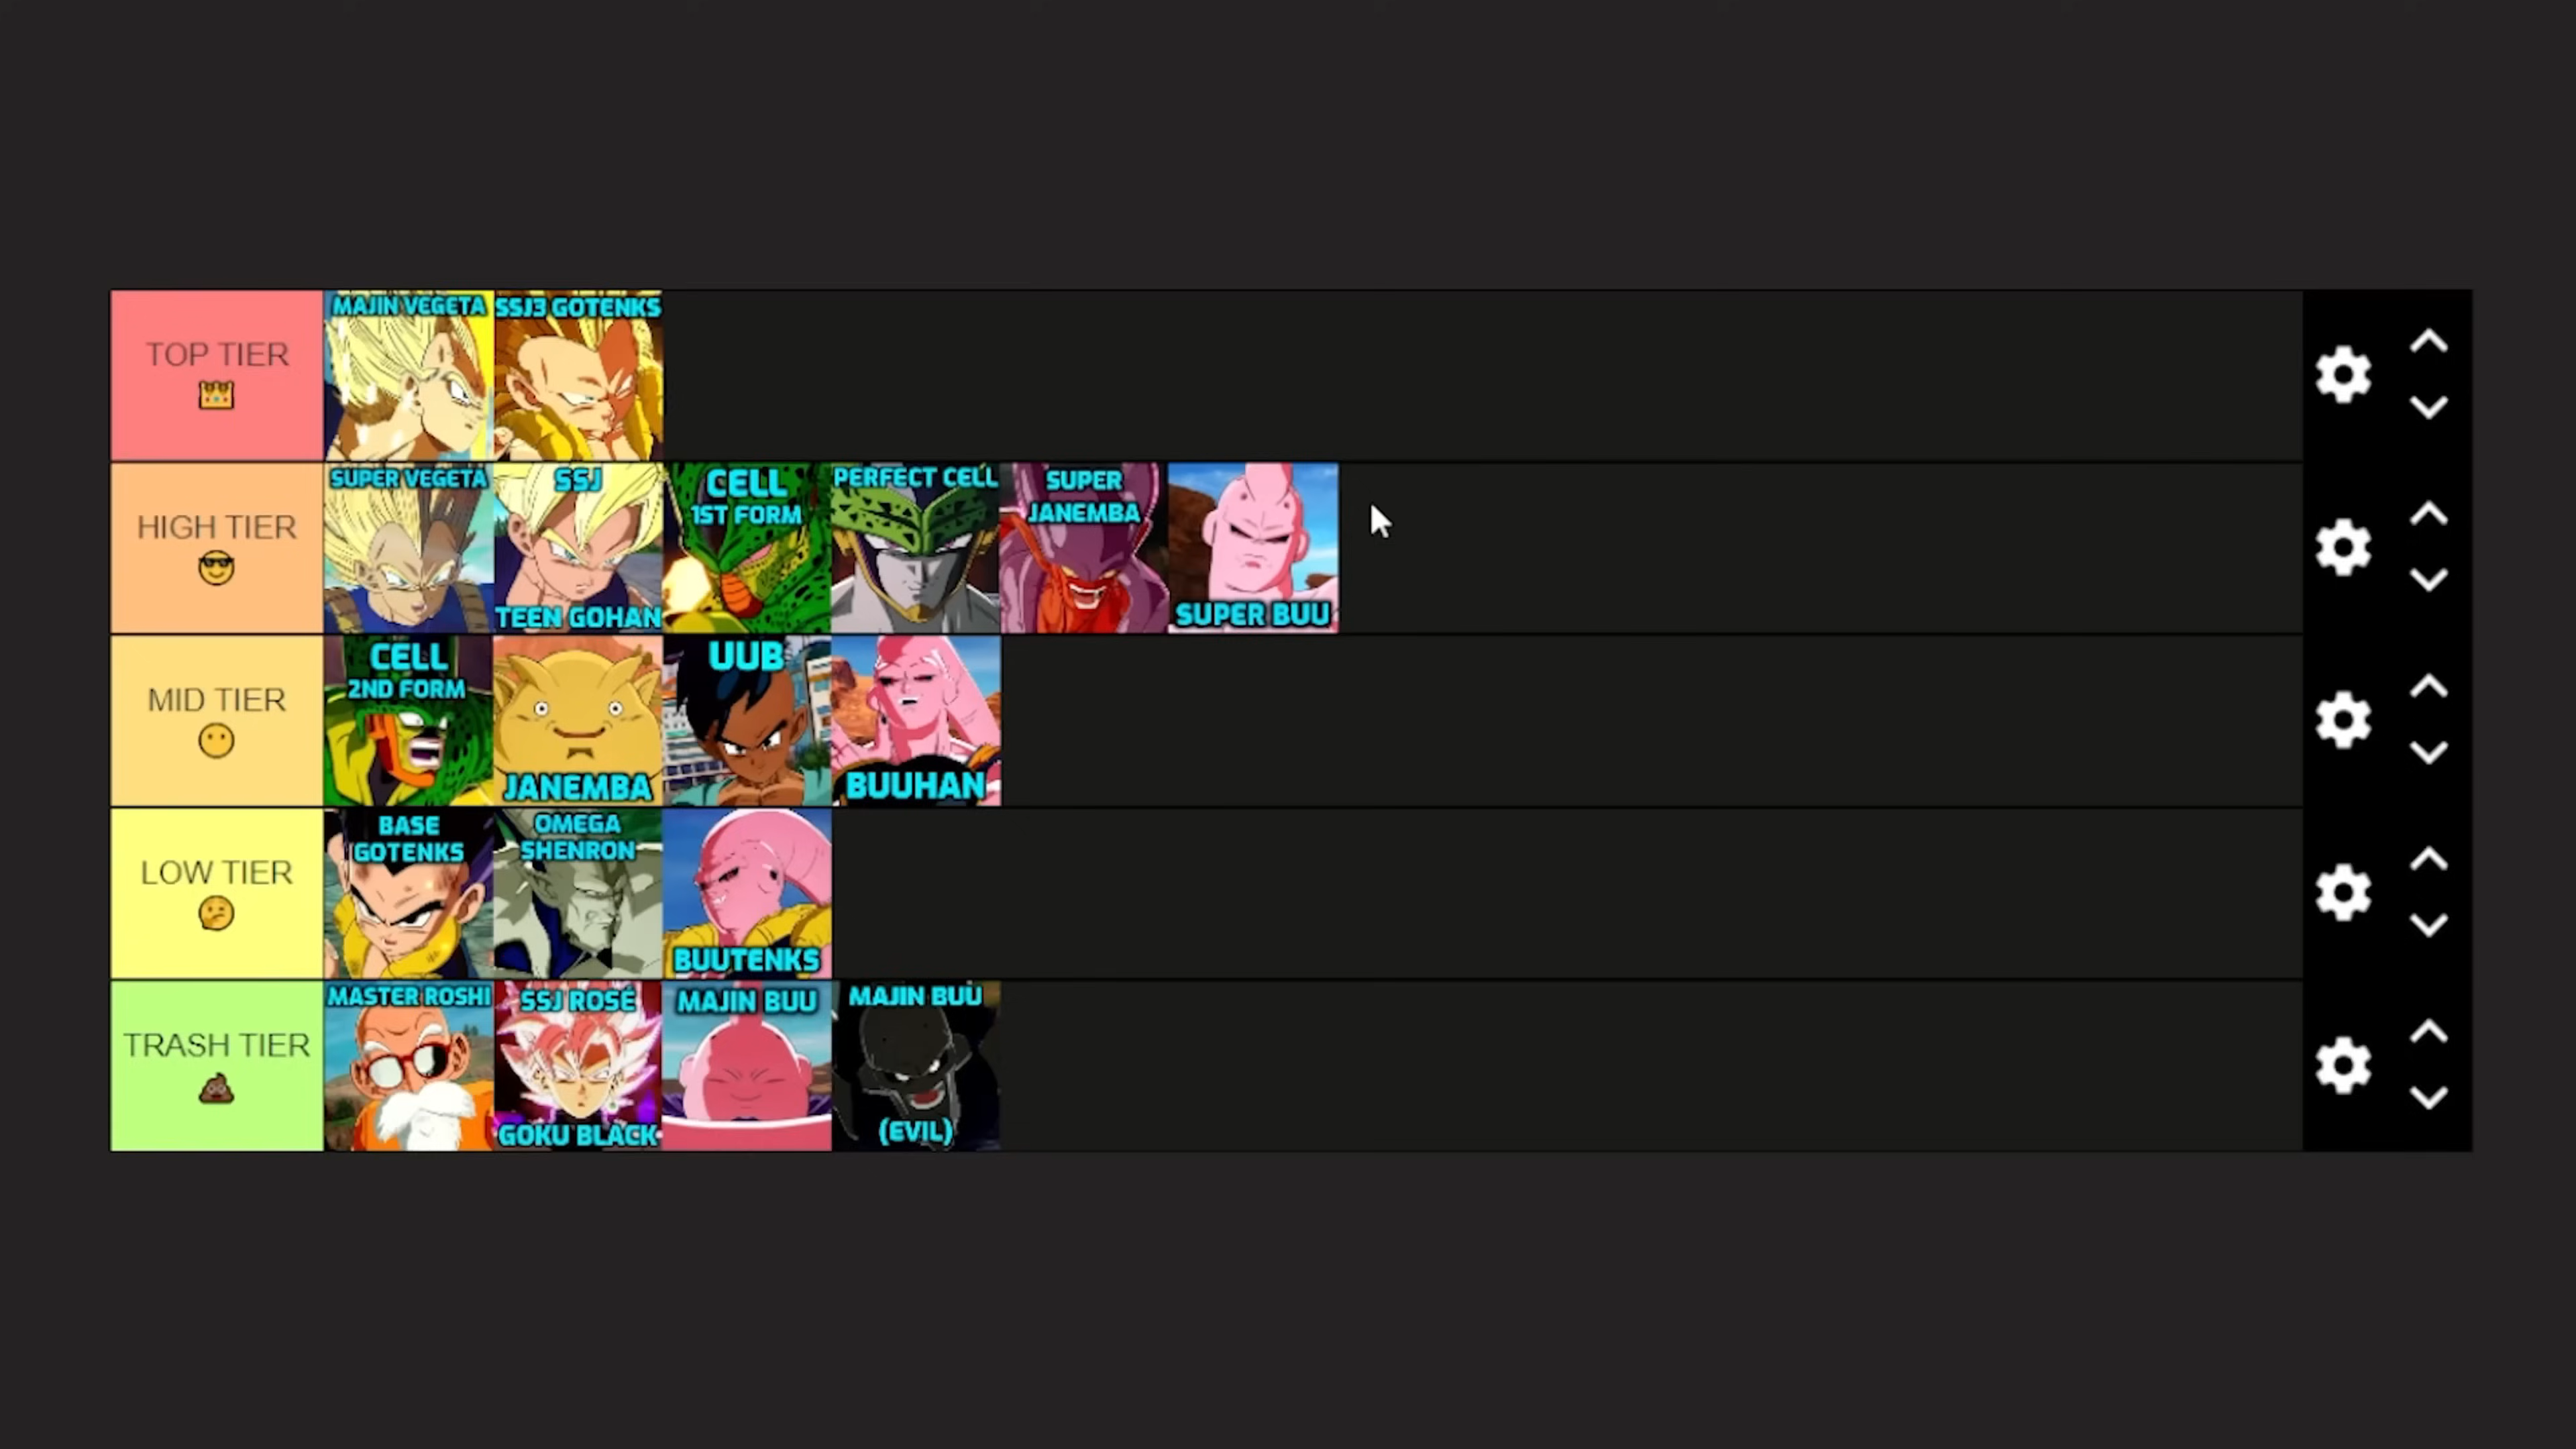 TOP TIER
MAJIN VEGETA
SSJ3 GOTENKS
HIGH TIER
SUPER VEGETA
SSJ
TEEN GOHAN
CELL
1ST FORM
PERFECT CELL
SUPER
JANEMBA
SUPER BUU
MID TIER
CELL
2ND FORM
JANEMBA
UUB
BUUHAN
LOW TIER
BASE
GOTENKS
OMEGA
SHENRON
BUUTENKS
TRASH TIER
MASTER ROSHI
SSJ ROSÉ
GOKU BLACK
MAJIN BUU
MAJIN BUU
(EVIL)